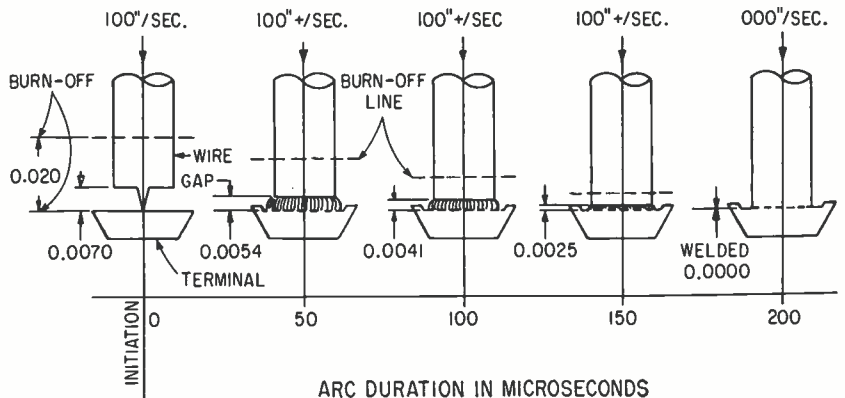 100"/SEC. 100"+/SEC. 100"+/SEC 100"+/SEC. 000"/SEC.
BURN-OFF
BURN-OFF
LINE
WIRE
0.020
GAP
0.0070 0.0054 0.0041 0.0025 WELDED
0.0000
TERMINAL
INITIATION
0 50 100 150 200
ARC DURATION IN MICROSECONDS